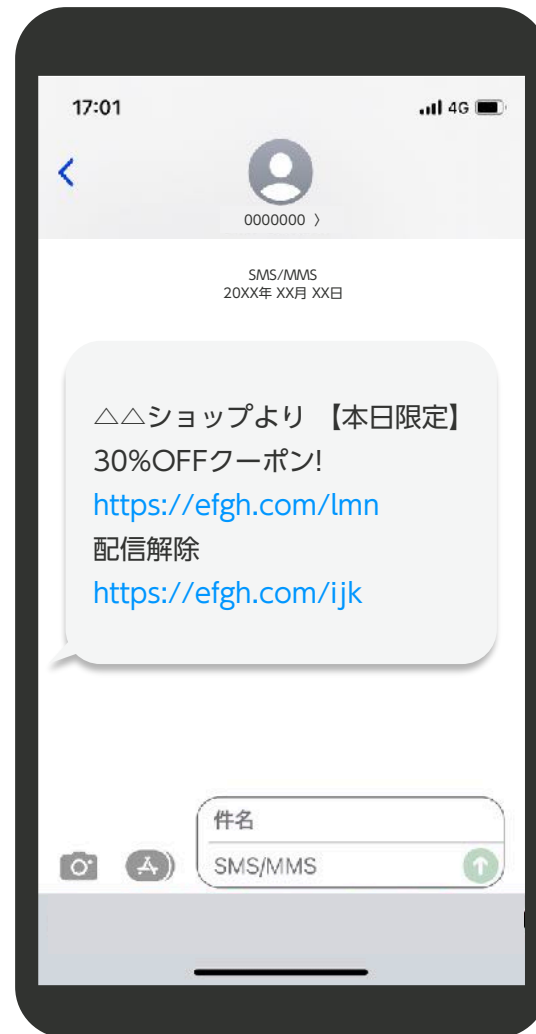 17:01 4G
0000000 〉
SMS/MMS
20XX年 XX月 XX日
△△ショップより 【本日限定】
30%OFFクーポン!
https://efgh.com/lmn
配信解除
https://efgh.com/ijk
件名
SMS/MMS